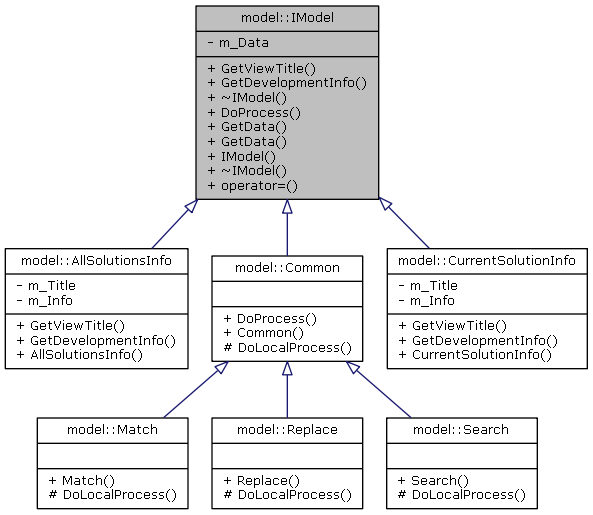 model::IModel
- m_Data
+ GetViewTitle()
+ GetDevelopmentInfo()
+ ~IModel()
+ DoProcess()
+ GetData()
+ GetData()
+ IModel()
+ ~IModel()
+ operator=()
model::AllSolutionsInfo
- m_Title
- m_Info
+ GetViewTitle()
+ GetDevelopmentInfo()
+ AllSolutionsInfo()
model::Common
+ DoProcess()
+ Common()
# DoLocalProcess()
model::CurrentSolutionInfo
- m_Title
- m_Info
+ GetViewTitle()
+ GetDevelopmentInfo()
+ CurrentSolutionInfo()
model::Match
+ Match()
# DoLocalProcess()
model::Replace
+ Replace()
# DoLocalProcess()
model::Search
+ Search()
# DoLocalProcess()